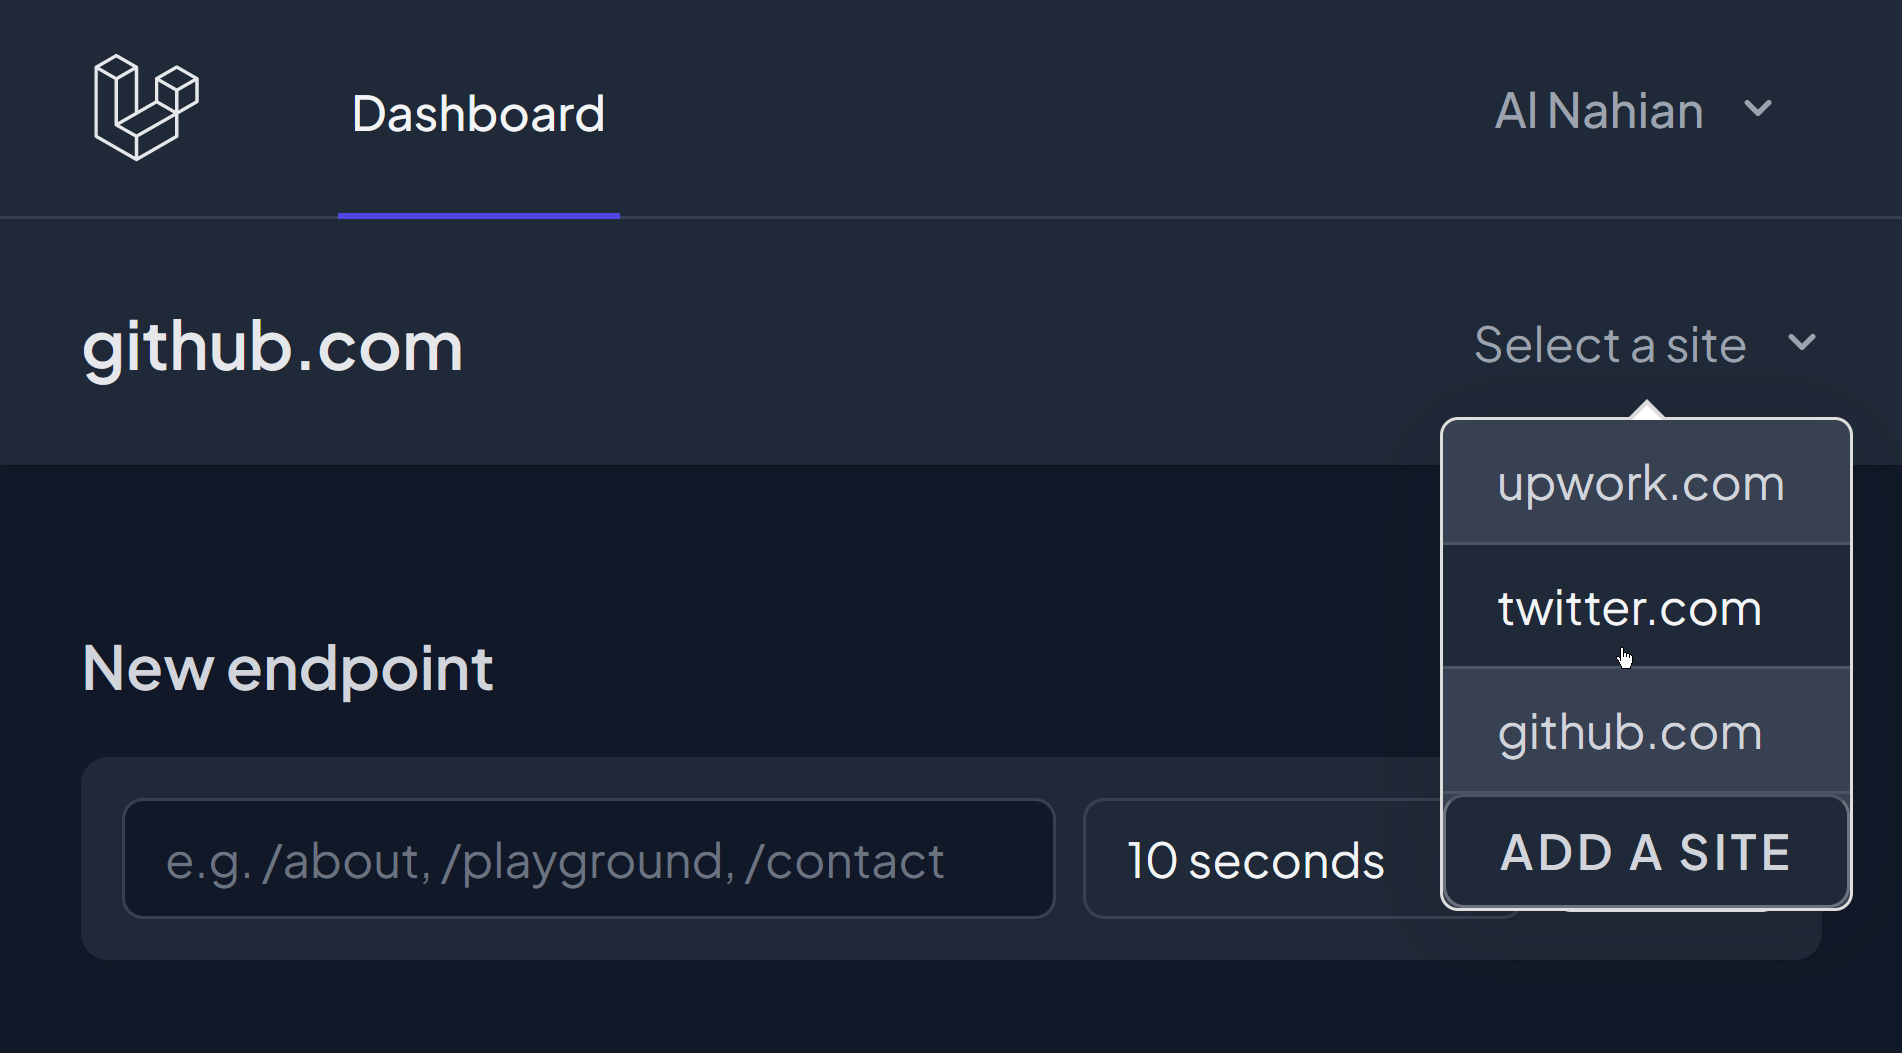 Dashboard
Al Nahian
github.com
Select a site
upwork.com
twitter.com
github.com
ADD A SITE
New endpoint
e.g. /about, /playground, /contact
10 seconds